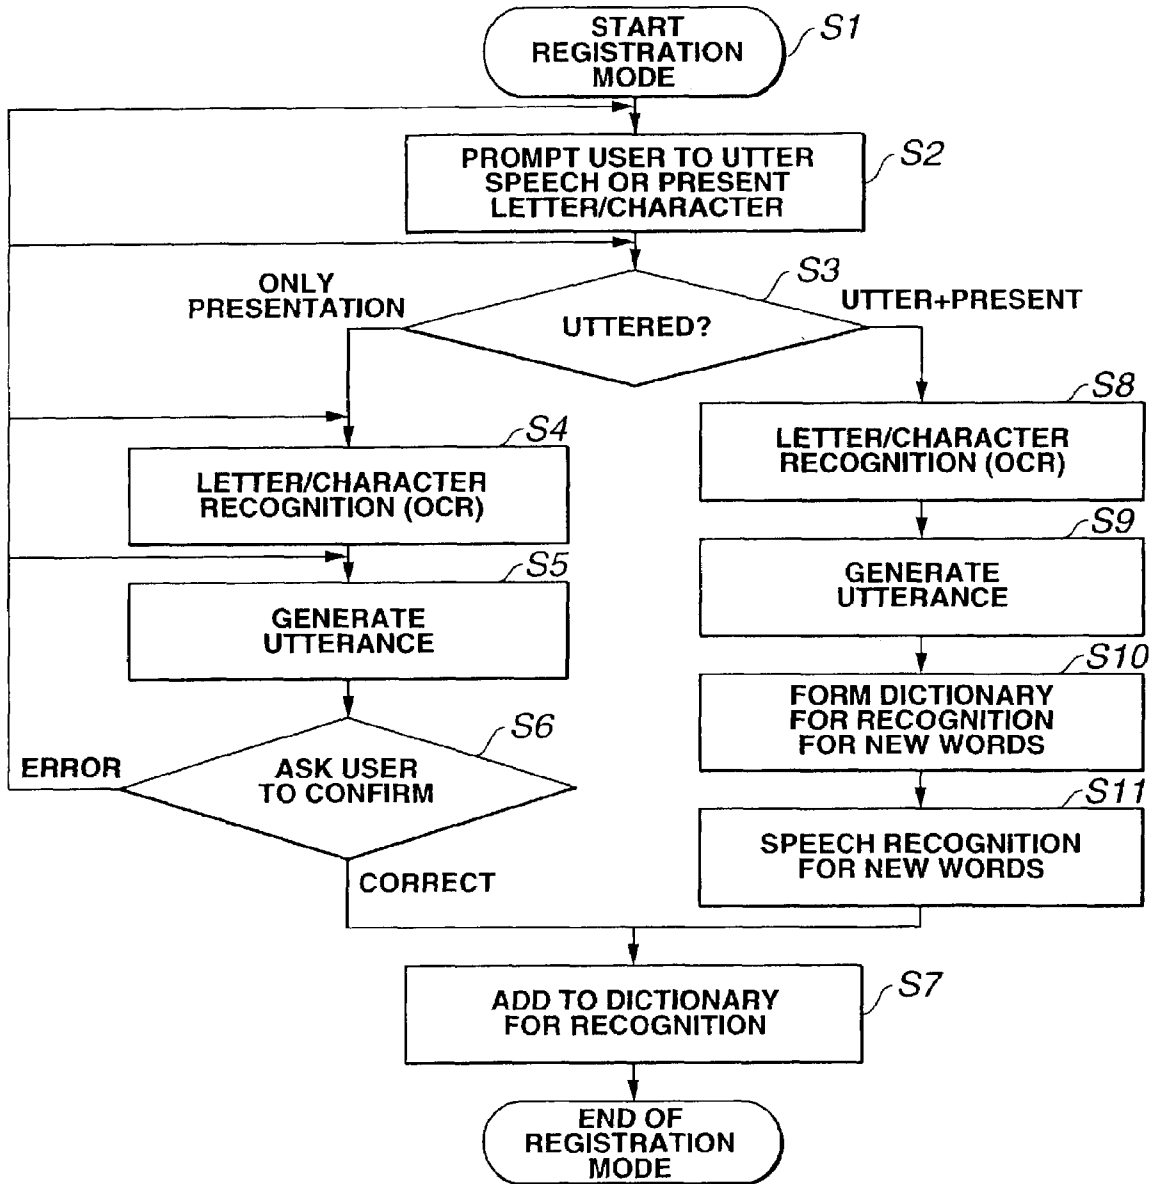 START
REGISTRATION
MODE
S1
PROMPT USER TO UTTER
SPEECH OR PRESENT
LETTER/CHARACTER
S2
ONLY
PRESENTATION
UTTERED?
S3
UTTER+PRESENT
LETTER/CHARACTER
RECOGNITION (OCR)
S4
GENERATE
UTTERANCE
S5
ASK USER
TO CONFIRM
S6
ERROR
CORRECT
LETTER/CHARACTER
RECOGNITION (OCR)
S8
GENERATE
UTTERANCE
S9
FORM DICTIONARY
FOR RECOGNITION
FOR NEW WORDS
S10
SPEECH RECOGNITION
FOR NEW WORDS
S11
ADD TO DICTIONARY
FOR RECOGNITION
S7
END OF
REGISTRATION
MODE